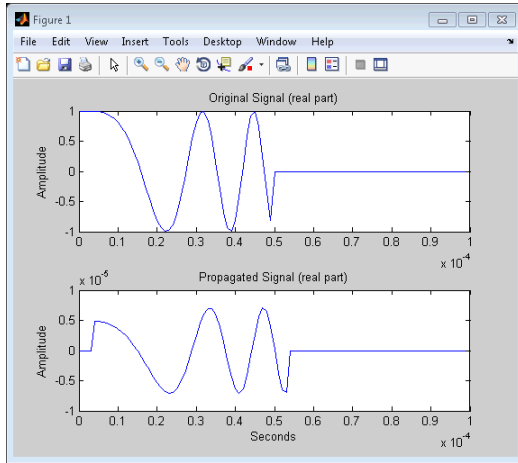 Figure 1
File Edit View Insert Tools Desktop Window Help
Original Signal (real part)
Amplitude
1
0.5
0
-0.5
-1
0 0.1 0.2 0.3 0.4 0.5 0.6 0.7 0.8 0.9 1
x 10^-4
x 10^-5
Propagated Signal (real part)
Amplitude
1
0.5
0
-0.5
-1
0 0.1 0.2 0.3 0.4 0.5 0.6 0.7 0.8 0.9 1
Seconds
x 10^-4